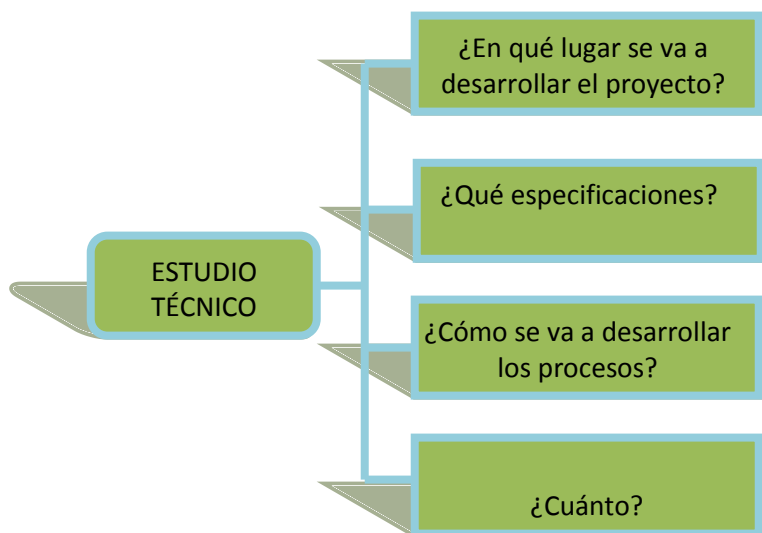 ¿En qué lugar se va a
desarrollar el proyecto?
¿Qué especificaciones?
ESTUDIO
TÉCNICO
¿Cómo se va a desarrollar
los procesos?
¿Cuánto?